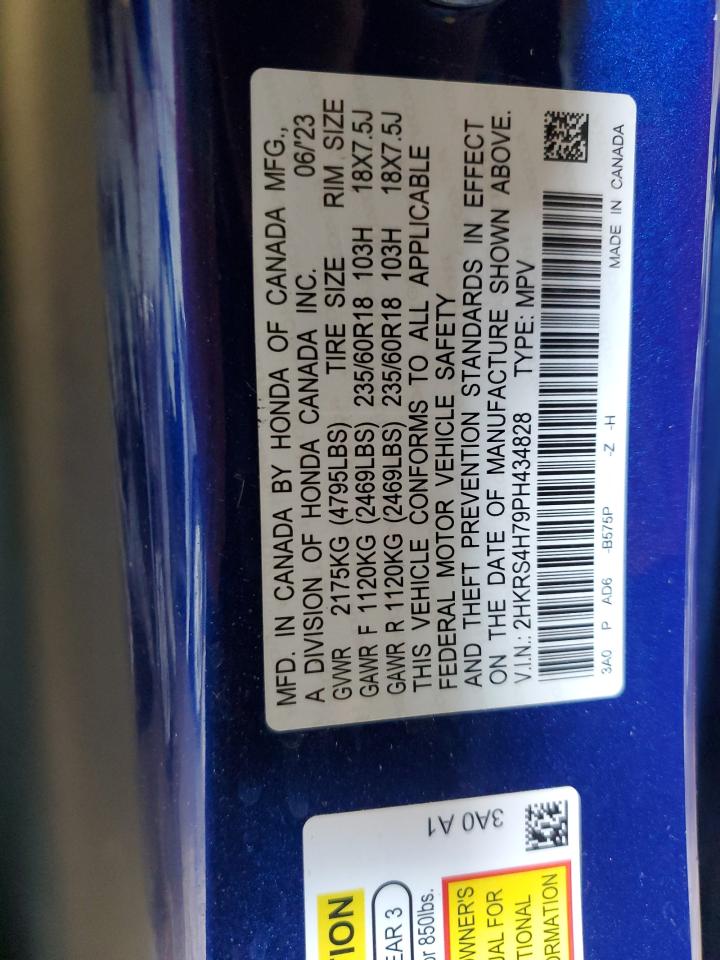 MFD. IN CANADA BY HONDA OF CANADA MFG.,
A DIVISION OF HONDA CANADA INC. 06/'23
GVWR 2175KG (4795LBS) TIRE SIZE RIM SIZE
GAWR F 1120KG (2469LBS) 235/60R18 103H 18X7.5J
GAWR R 1120KG (2469LBS) 235/60R18 103H 18X7.5J
THIS VEHICLE CONFORMS TO ALL APPLICABLE
FEDERAL MOTOR VEHICLE SAFETY
AND THEFT PREVENTION STANDARDS IN EFFECT
ON THE DATE OF MANUFACTURE SHOWN ABOVE.
V.I.N.: 2HKRS4H79PH434828 TYPE: MPV
3A0 P AD6 -B575P -Z -H
MADE IN CANADA
3A0 A1
TION
EAR 3
or 850lbs.
OWNER'S
UAL FOR
TIONAL
ORMATION